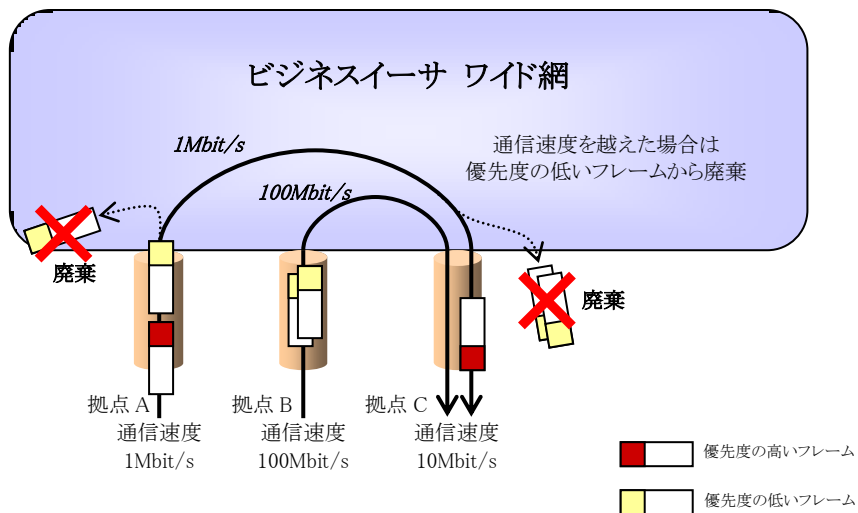 ビジネスイーサ ワイド網
1Mbit/s
通信速度を越えた場合は
優先度の低いフレームから廃棄
100Mbit/s
廃棄
廃棄
拠点 A
通信速度
1Mbit/s
拠点 B
通信速度
100Mbit/s
拠点 C
通信速度
10Mbit/s
優先度の高いフレーム
優先度の低いフレーム